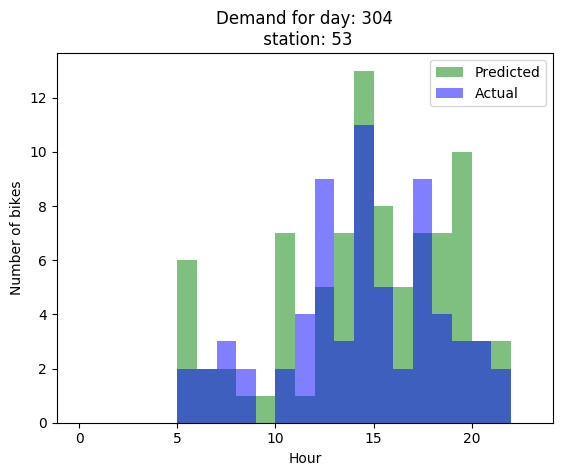 Demand for day: 304
station: 53
Predicted
Actual
Number of bikes
12
10
8
6
4
2
0
0 5 10 15 20
Hour